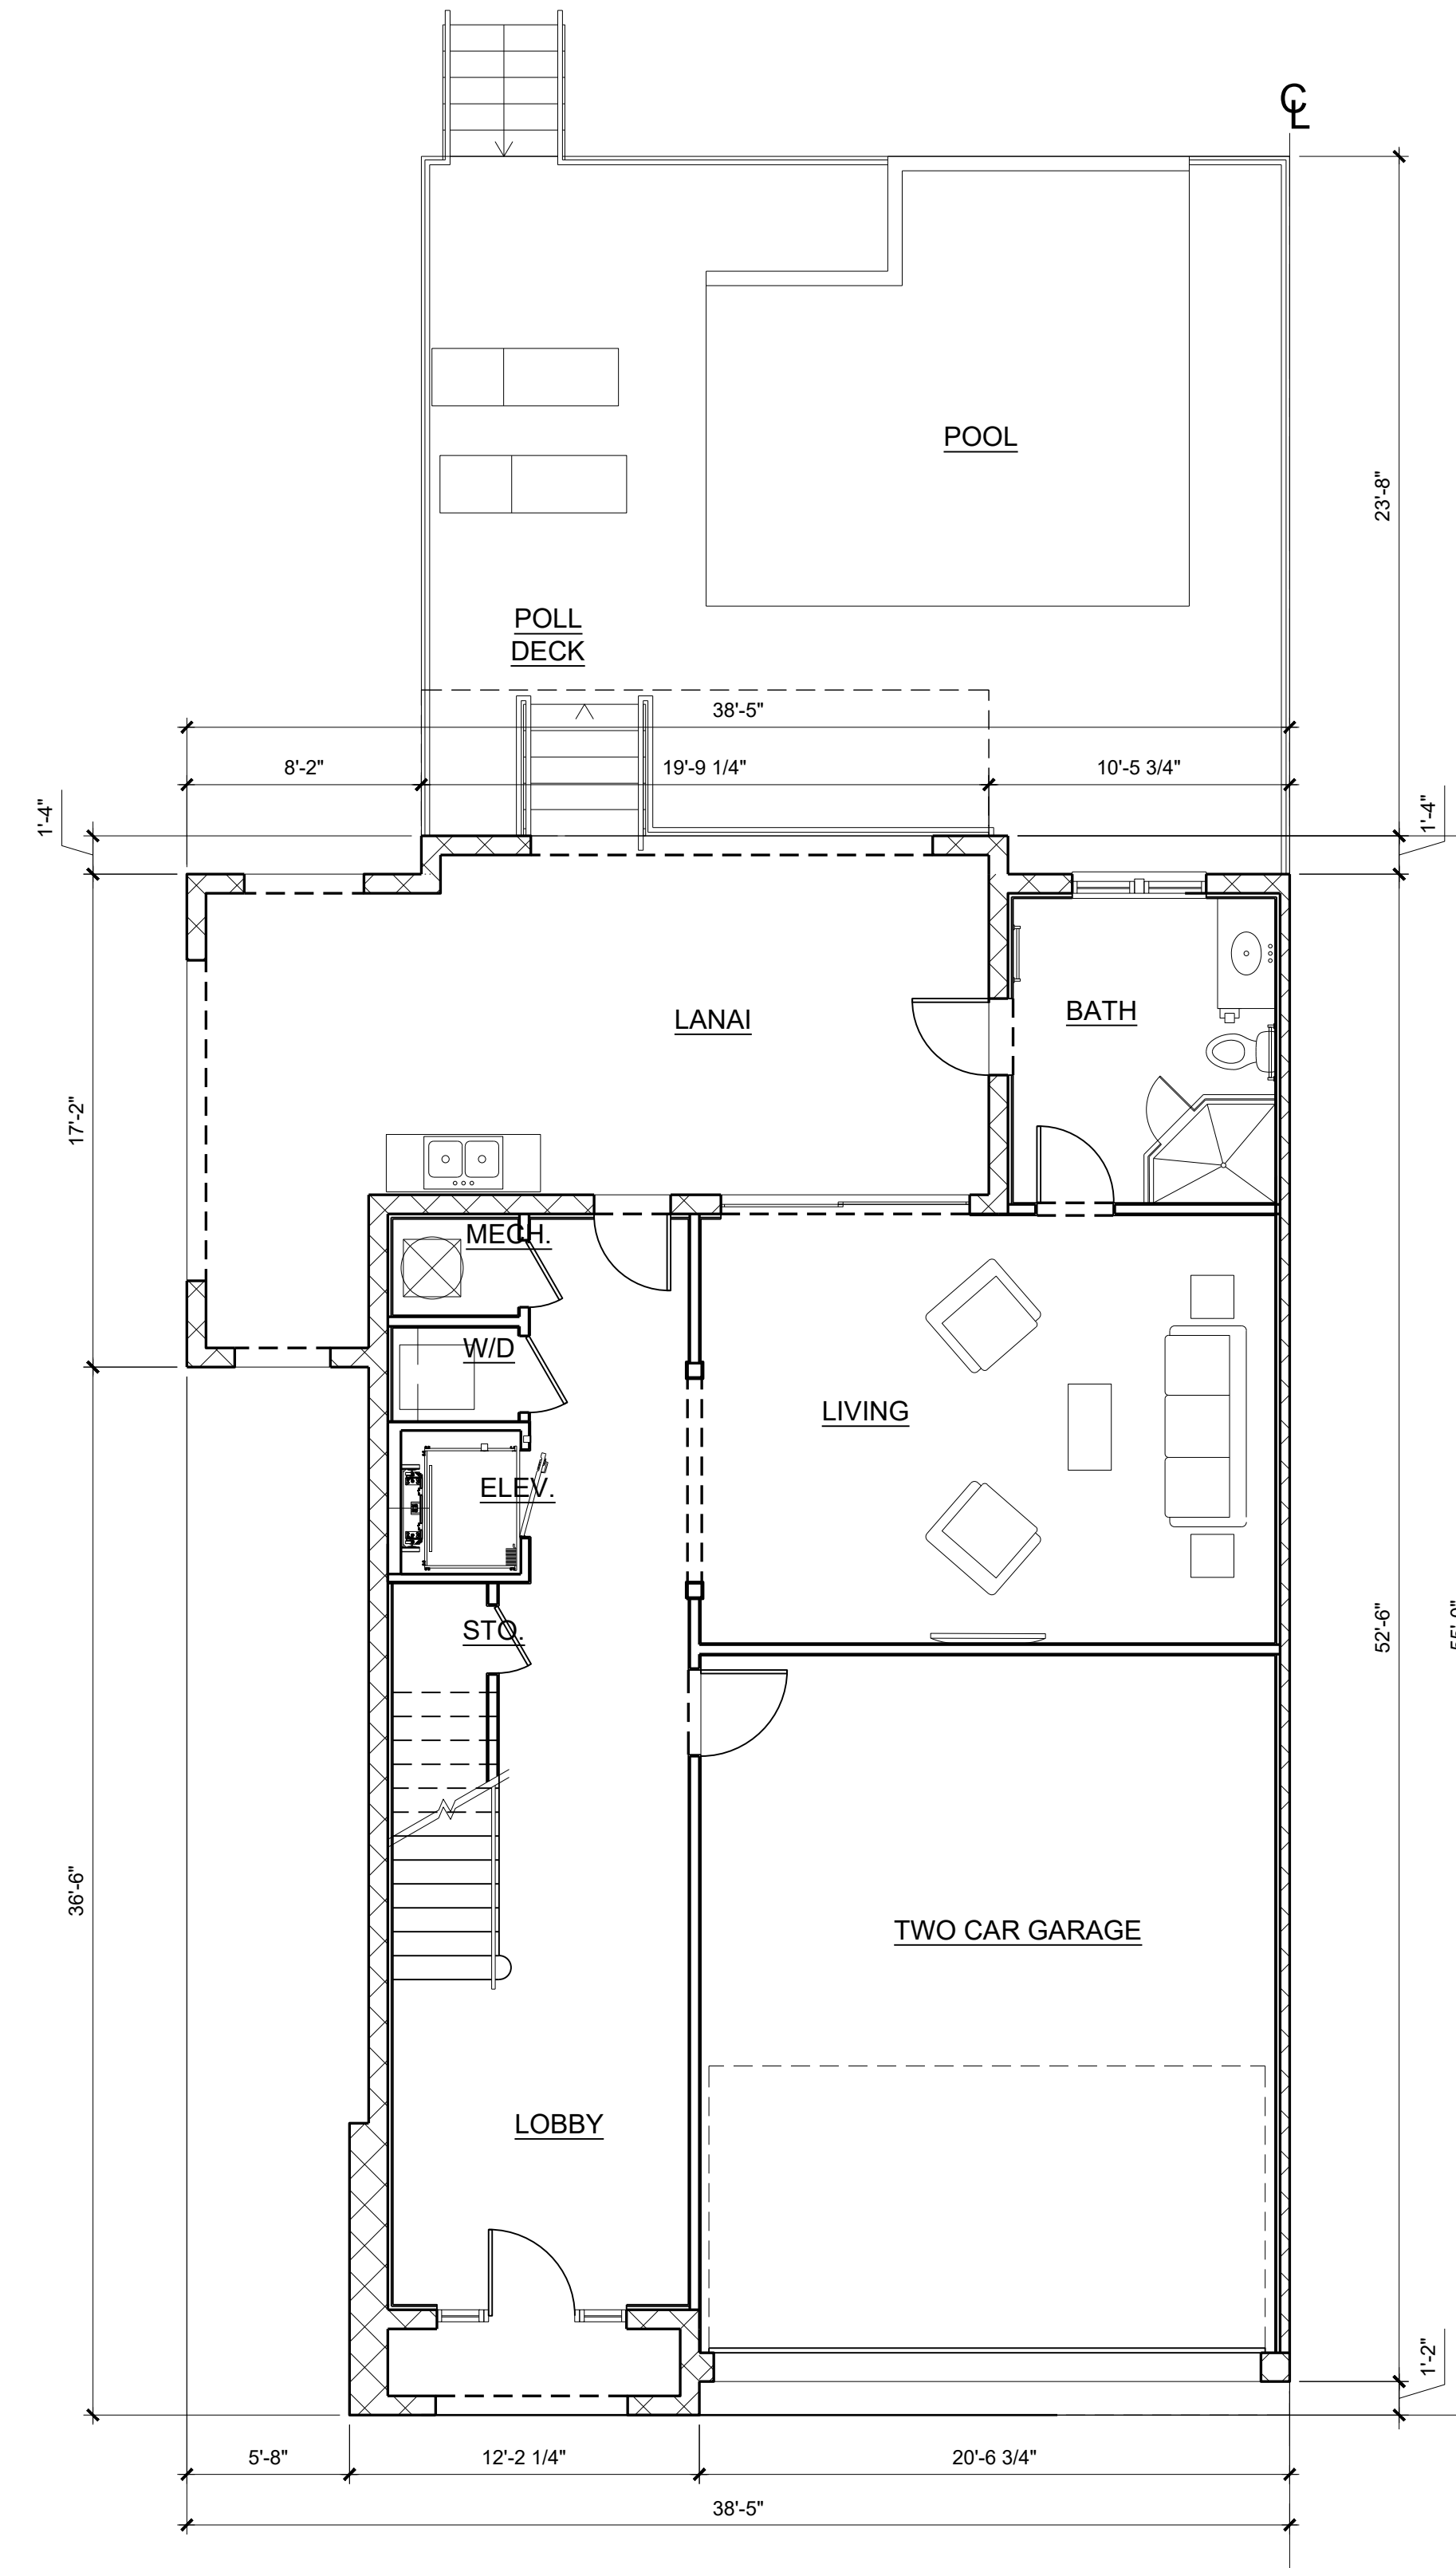 CL
POOL
23'-8"
POLL
DECK
38'-5"
8'-2"
19'-9 1/4"
10'-5 3/4"
1'-4"
1'-4"
LANAI
BATH
17'-2"
MECH.
W/D
LIVING
ELEV.
STO.
52'-6"
36'-6"
TWO CAR GARAGE
LOBBY
1'-2"
5'-8"
12'-2 1/4"
20'-6 3/4"
38'-5"